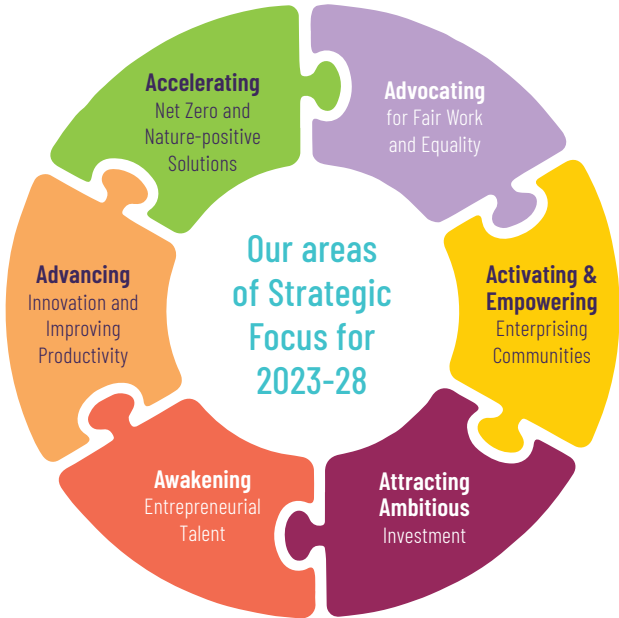 Accelerating
Net Zero and
Nature-positive
Solutions
Advocating
for Fair Work
and Equality
Activating &
Empowering
Enterprising
Communities
Attracting
Ambitious
Investment
Awakening
Entrepreneurial
Talent
Advancing
Innovation and
Improving
Productivity
Our areas
of Strategic
Focus for
2023-28